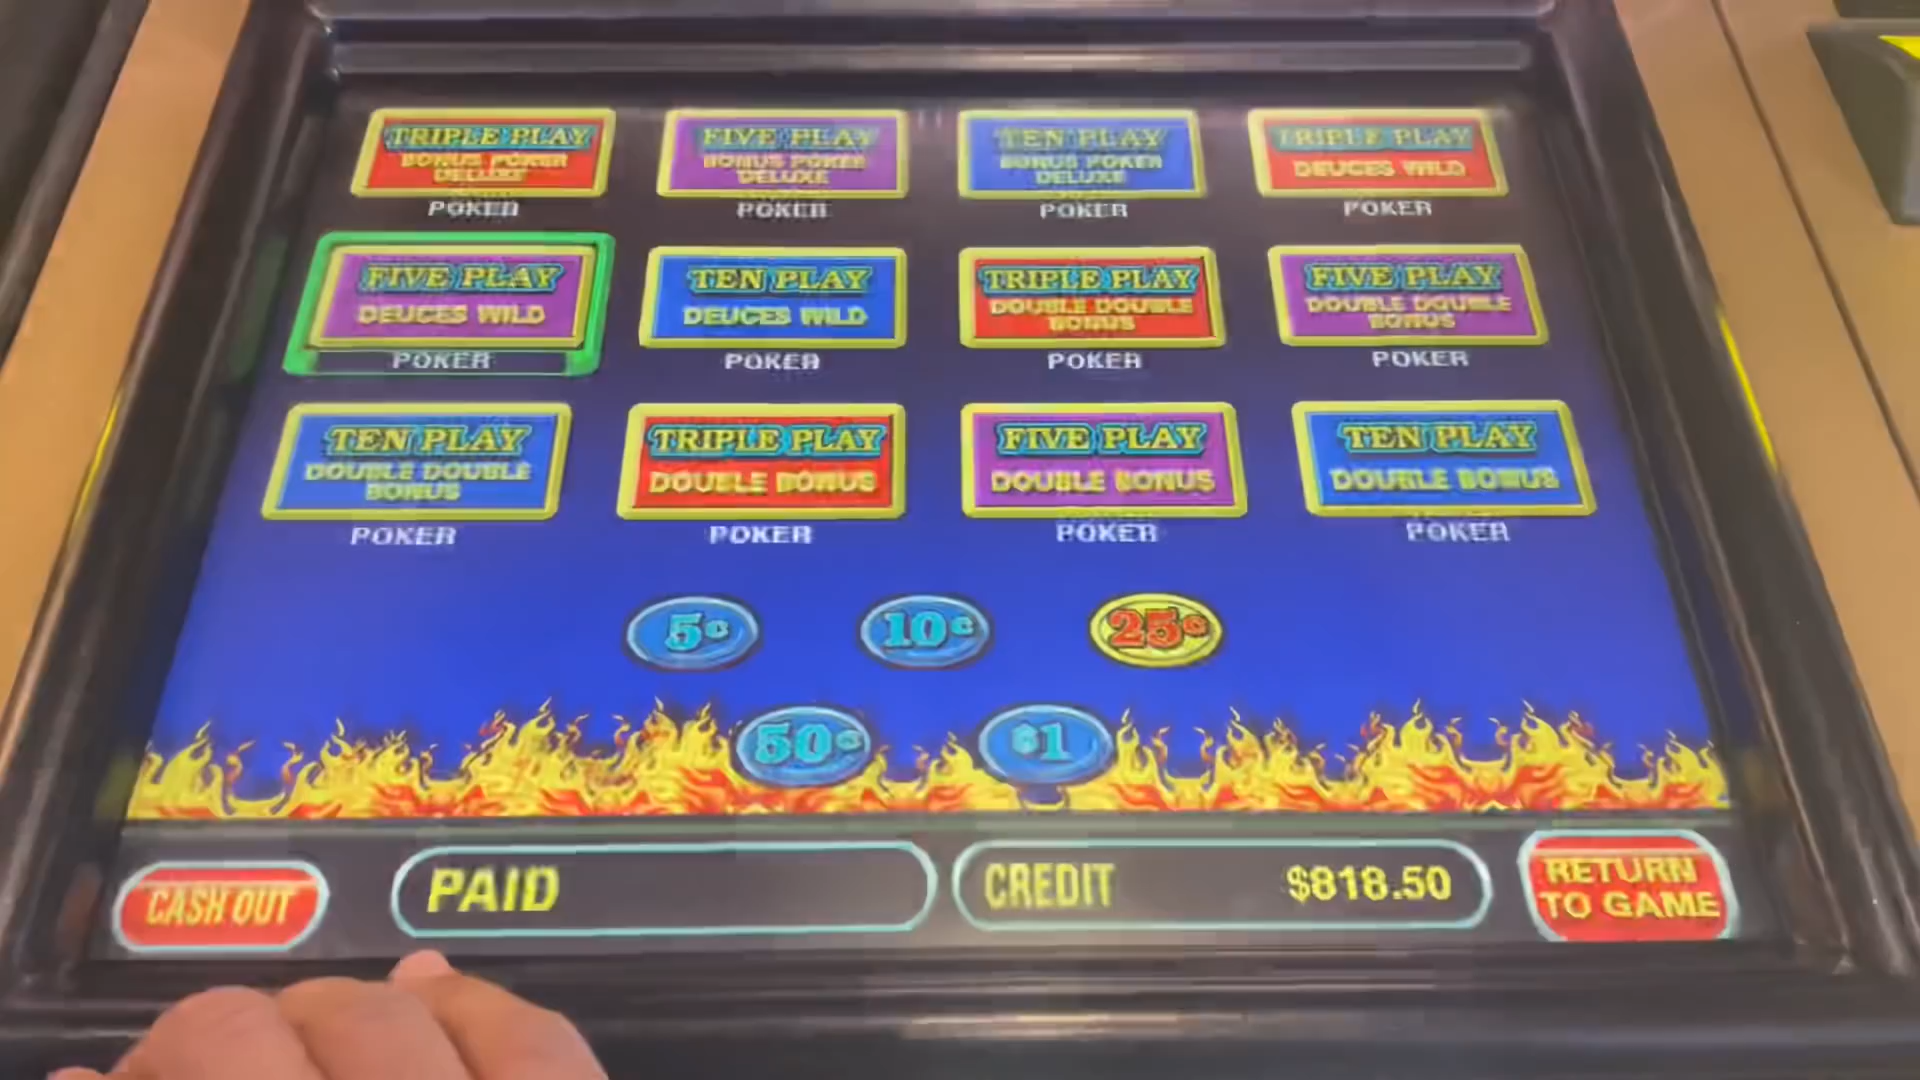 TRIPLE PLAY
BONUS POKER
DELUXE
POKER
FIVE PLAY
BONUS POKER
DELUXE
POKER
TEN PLAY
BONUS POKER
DELUXE
POKER
TRIPLE PLAY
DEUCES WILD
POKER
FIVE PLAY
DEUCES WILD
POKER
TEN PLAY
DEUCES WILD
POKER
TRIPLE PLAY
DOUBLE DOUBLE
BONUS
POKER
FIVE PLAY
DOUBLE DOUBLE
BONUS
POKER
TEN PLAY
DOUBLE DOUBLE
BONUS
POKER
TRIPLE PLAY
DOUBLE BONUS
POKER
FIVE PLAY
DOUBLE BONUS
POKER
TEN PLAY
DOUBLE BONUS
POKER
5¢
10¢
25¢
50¢
$1
CASH OUT
PAID
CREDIT $818.50
RETURN
TO GAME